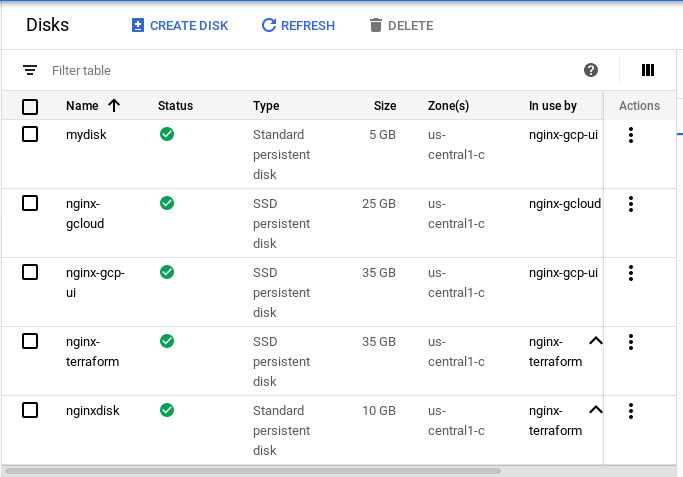 Disks
CREATE DISK
REFRESH
DELETE
Filter table
Name Status Type Size Zone(s) In use by Actions
mydisk Standard persistent disk 5 GB us-central1-c nginx-gcp-ui
nginx-gcloud SSD persistent disk 25 GB us-central1-c nginx-gcloud
nginx-gcp-ui SSD persistent disk 35 GB us-central1-c nginx-gcp-ui
nginx-terraform SSD persistent disk 35 GB us-central1-c nginx-terraform
nginxdisk Standard persistent disk 10 GB us-central1-c nginx-terraform